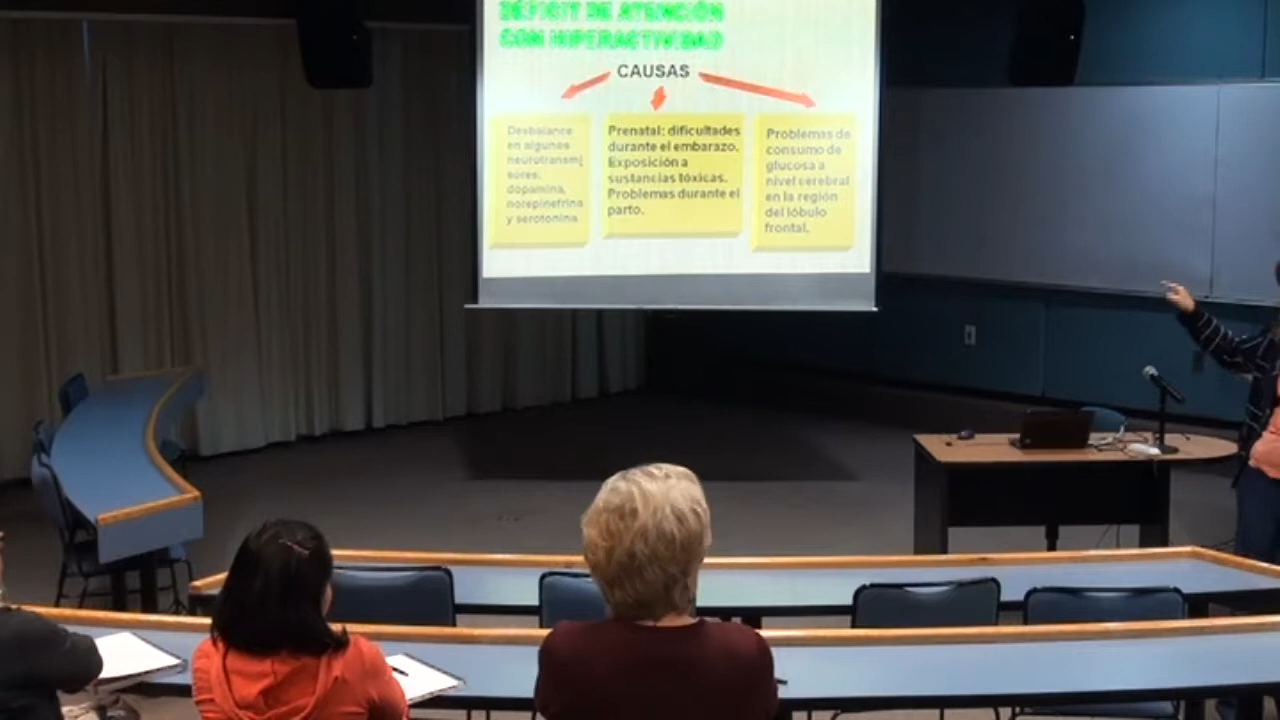 DÉFICIT DE ATENCIÓN
CON HIPERACTIVIDAD
CAUSAS
Desbalance
en algunos
neurotransmi
sores.
dopamina,
norepinefrina
y serotonina
Prenatal: dificultades
durante el embarazo.
Exposición a
sustancias tóxicas.
Problemas durante el
parto.
Problemas de
consumo de
glucosa a
nivel cerebral
en la región
del lóbulo
frontal.